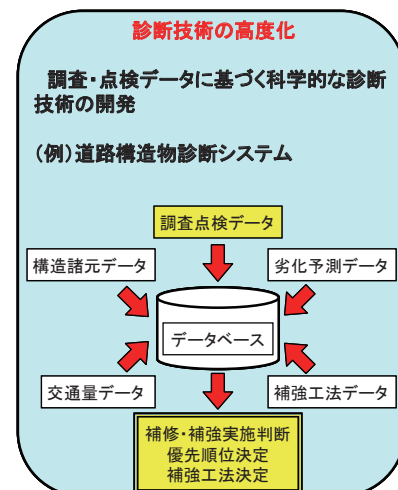 診断技術の高度化
調査・点検データに基づく科学的な診断
技術の開発
(例)道路構造物診断システム
調査点検データ
構造諸元データ
劣化予測データ
データベース
交通量データ
補強工法データ
補修・補強実施判断
優先順位決定
補強工法決定